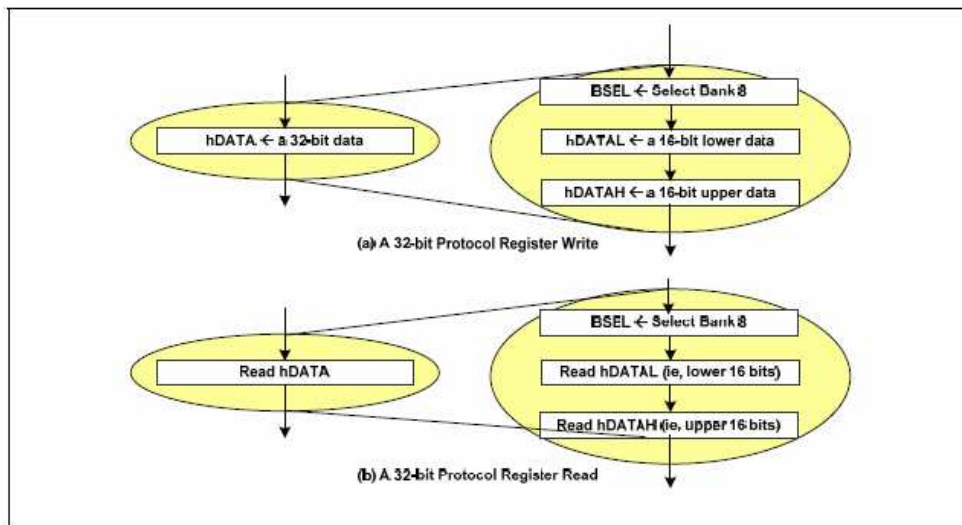 BSEL ← Select Bank 8
hDATA ← a 32-bit data
hDATAL ← a 16-bit lower data
hDATAH ← a 16-bit upper data
(a) A 32-bit Protocol Register Write
BSEL ← Select Bank 8
Read hDATA
Read hDATAL (ie, lower 16 bits)
Read hDATAH (ie, upper 16 bits)
(b) A 32-bit Protocol Register Read